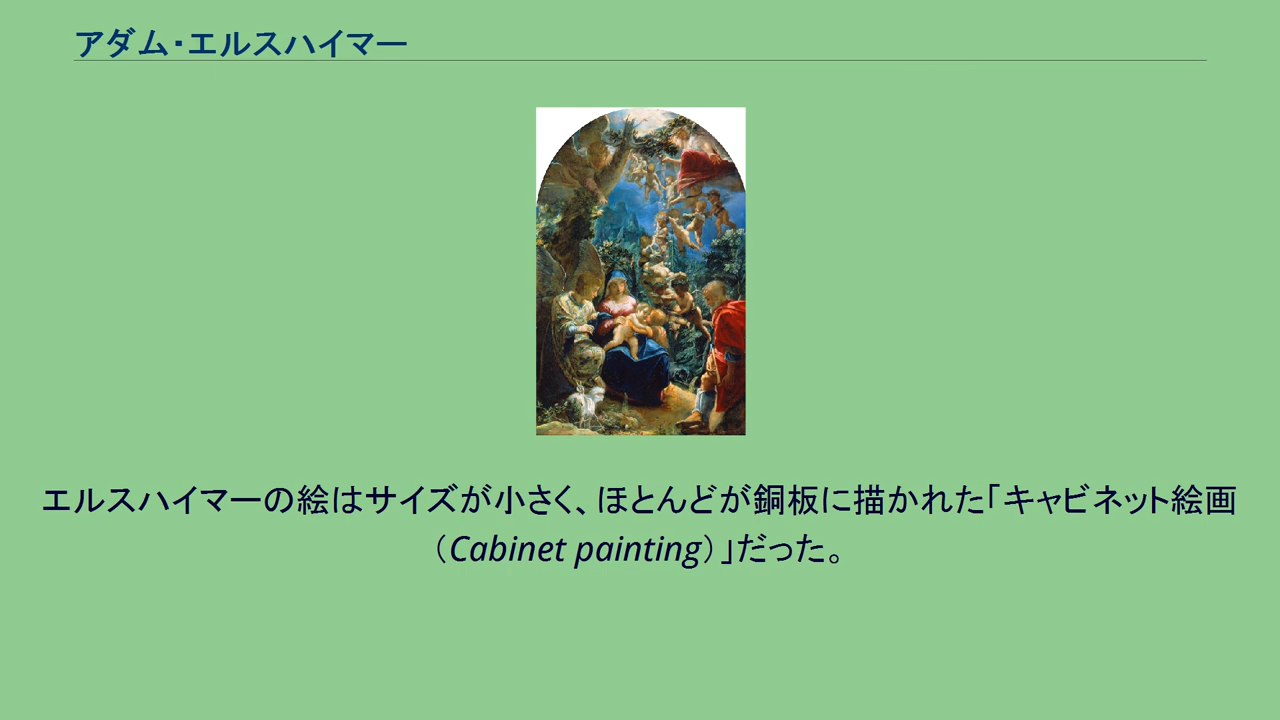 アダム・エルスハイマー
エルスハイマーの絵はサイズが小さく、ほとんどが銅板に描かれた「キャビネット絵画
（Cabinet painting）」だった。